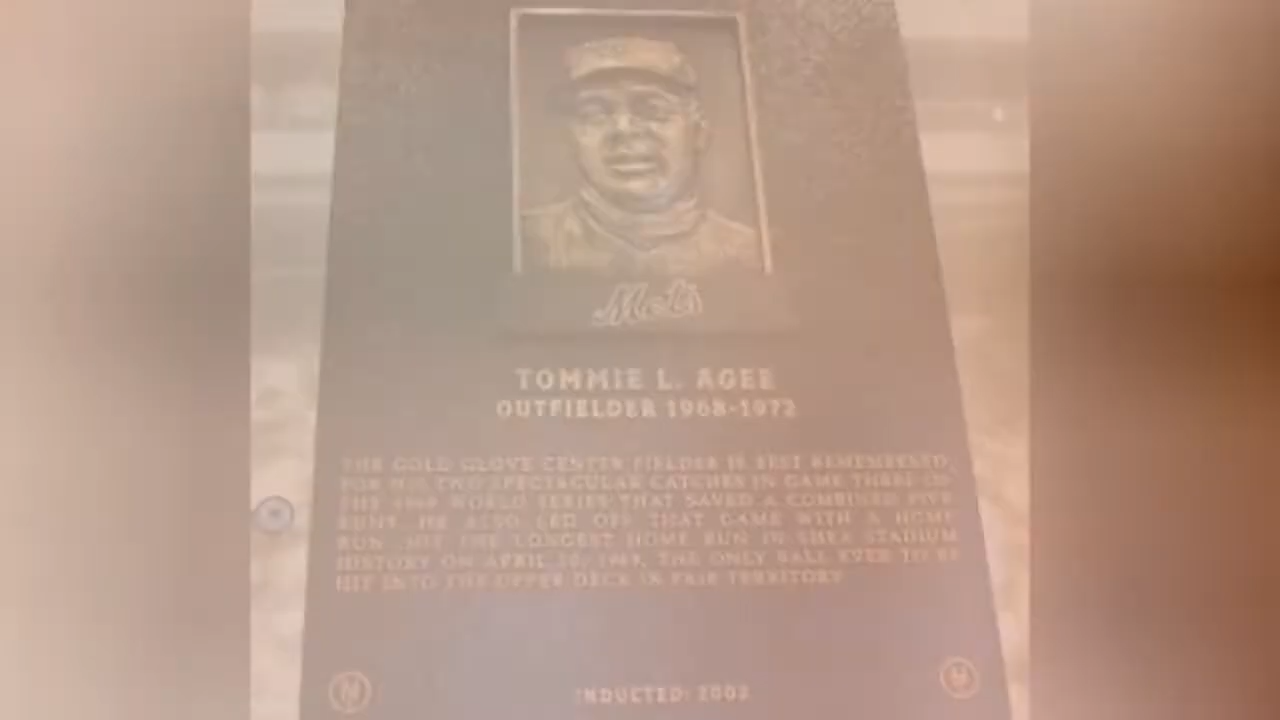 Mets
TOMMIE L. AGEE
OUTFIELDER 1968-1972
THE GOLD GLOVE CENTER FIELDER IS BEST REMEMBERED
FOR HIS TWO SPECTACULAR CATCHES IN GAME THREE OF
THE 1969 WORLD SERIES THAT SAVED A COMBINED FIVE
RUNS. HE ALSO LED OFF THAT GAME WITH A HOME
RUN. HIT THE LONGEST HOME RUN IN SHEA STADIUM
HISTORY ON APRIL 10, 1969, THE ONLY BALL EVER TO BE
HIT INTO THE UPPER DECK IN FAIR TERRITORY
INDUCTED: 2002